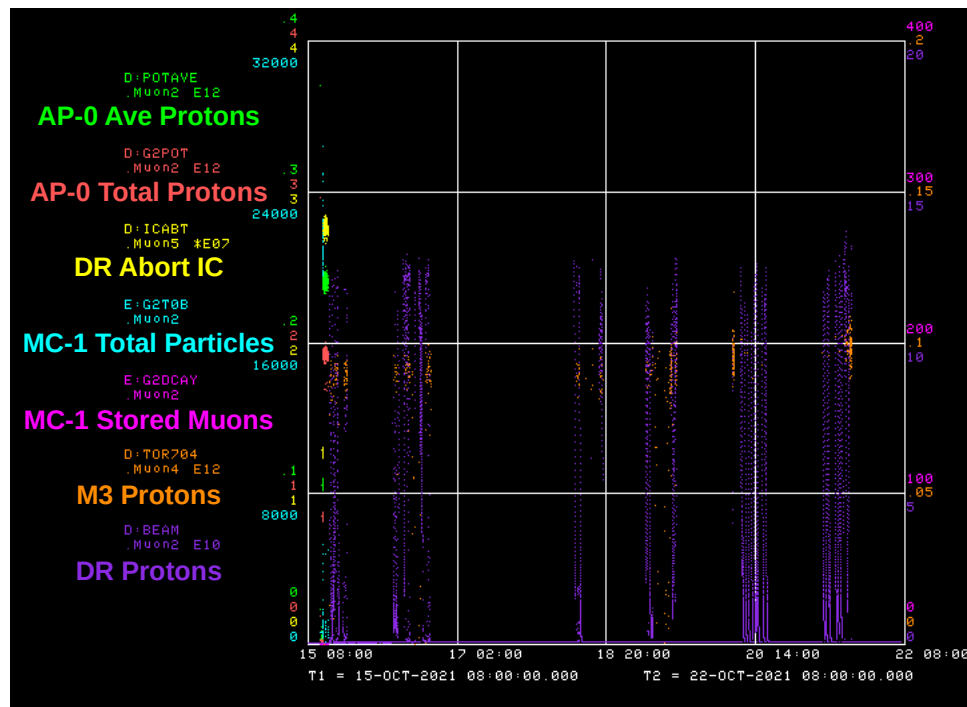 .4
4
4
32000
400
.2
20
D:POTAVE
.Muon2 E12
AP-0 Ave Protons
D:G2POT
.Muon2 E12
AP-0 Total Protons
.3
3
3
24000
300
.15
15
D:ICABT
.Muon5 *E07
DR Abort IC
E:G2T0B
.Muon2
MC-1 Total Particles
.2
2
2
16000
200
.1
10
E:G2DCAY
.Muon2
MC-1 Stored Muons
D:TOR704
.Muon4 E12
M3 Protons
.1
1
1
8000
100
.05
5
D:BEAM
.Muon2 E10
DR Protons
0
0
0
0
0
0
0
15 08:00 17 02:00 18 20:00 20 14:00 22 08:00
T1 = 15-OCT-2021 08:00:00.000 T2 = 22-OCT-2021 08:00:00.000